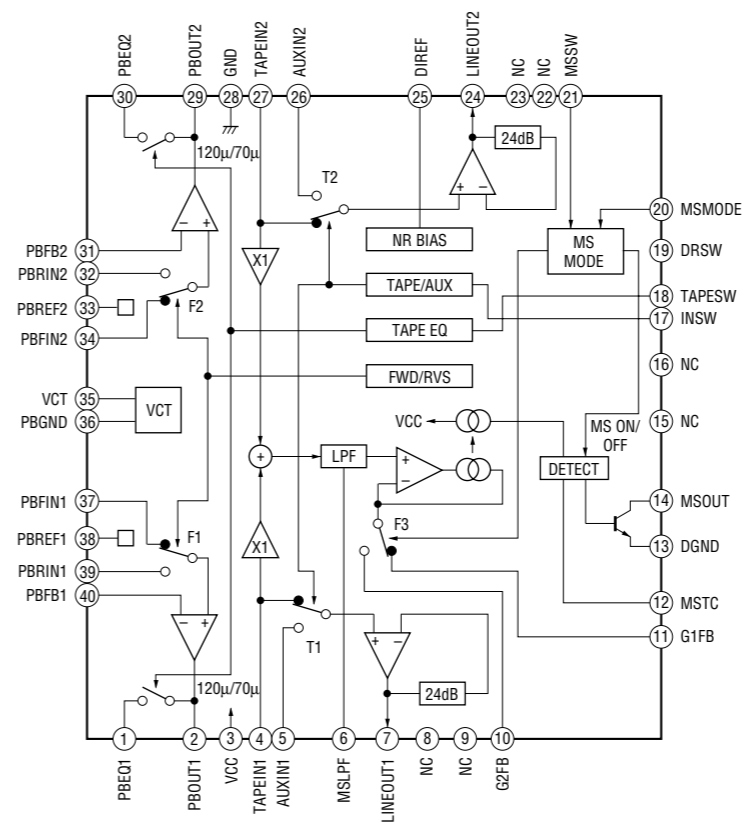 PBEQ2
PBOUT2
GND
TAPEIN2
AUXIN2
DIREF
LINEOUT2
NC
NC
MSSW
30
29
28
27
26
25
24
23
22
21
120μ/70μ
T2
24dB
+ −
20 MSMODE
MS MODE
19 DRSW
NR BIAS
− +
PBFB2 31
PBRIN2 32
X1
TAPE/AUX
18 TAPESW
PBREF2 33
F2
17 INSW
TAPE EQ
PBFIN2 34
16 NC
FWD/RVS
VCT 35
VCT
PBGND 36
VCC
MS ON/OFF
15 NC
+
LPF
+
−
DETECT
PBFIN1 37
14 MSOUT
F3
PBREF1 38
F1
13 DGND
PBRIN1 39
X1
PBFB1 40
12 MSTC
11 G1FB
− +
T1
+ −
120μ/70μ
24dB
1
2
3
4
5
6
7
8
9
10
PBEQ1
PBOUT1
VCC
TAPEIN1
AUXIN1
MSLPF
LINEOUT1
NC
NC
G2FB